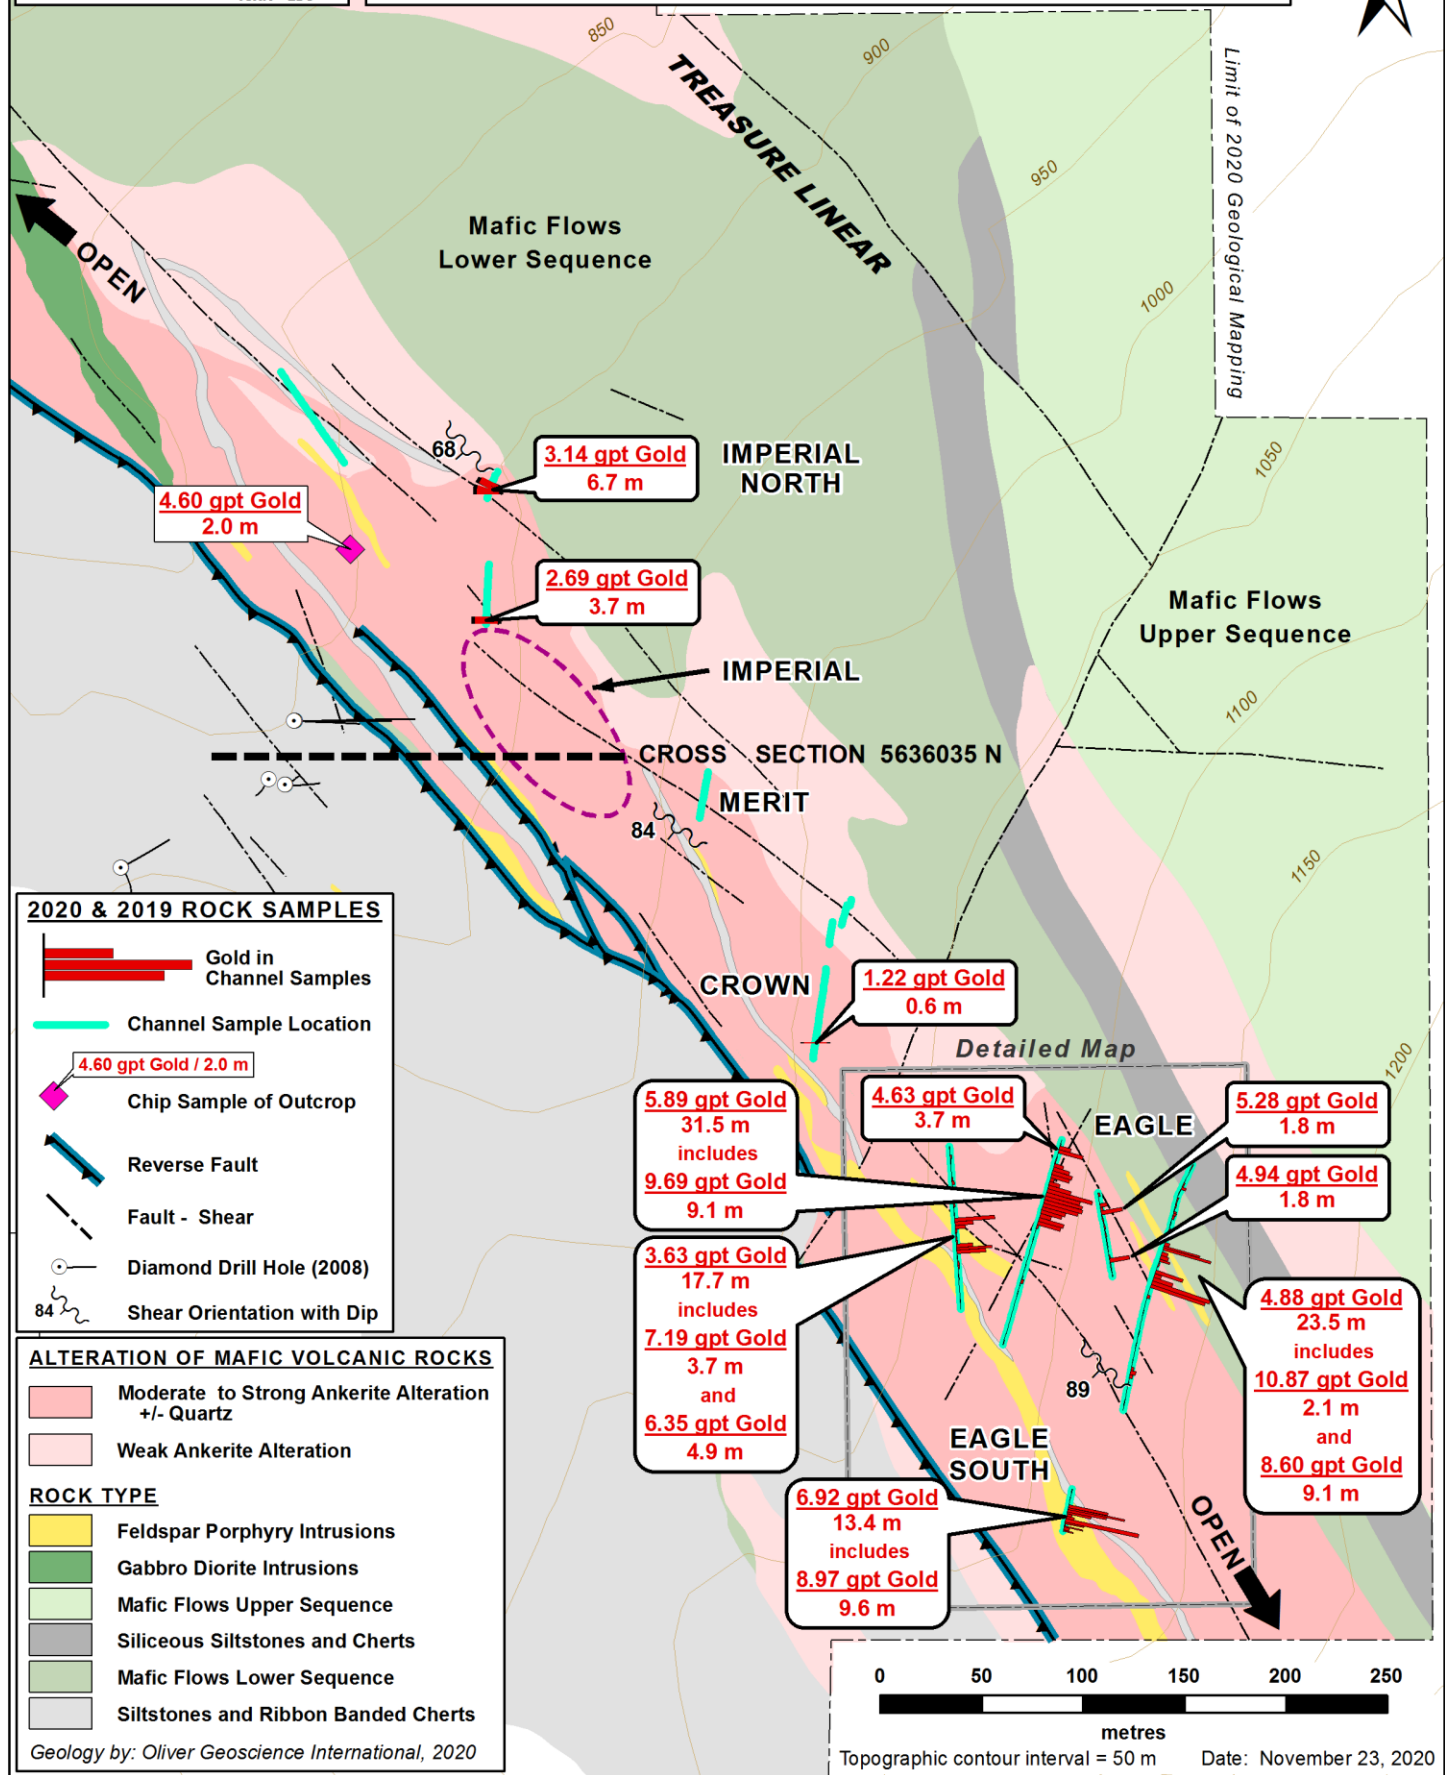 850
900
TREASURE LINEAR
Limit of 2020 Geological Mapping
950
Mafic Flows
Lower Sequence
OPEN
1000
68
3.14 gpt Gold
6.7 m
IMPERIAL
NORTH
1050
4.60 gpt Gold
2.0 m
2.69 gpt Gold
3.7 m
Mafic Flows
Upper Sequence
IMPERIAL
1100
CROSS SECTION 5636035 N
MERIT
84
1150
2020 & 2019 ROCK SAMPLES
Gold in
Channel Samples
Channel Sample Location
4.60 gpt Gold / 2.0 m
Chip Sample of Outcrop
Reverse Fault
Fault - Shear
Diamond Drill Hole (2008)
84
Shear Orientation with Dip
CROWN
1.22 gpt Gold
0.6 m
Detailed Map
1200
5.89 gpt Gold
31.5 m
includes
9.69 gpt Gold
9.1 m
4.63 gpt Gold
3.7 m
EAGLE
5.28 gpt Gold
1.8 m
4.94 gpt Gold
1.8 m
3.63 gpt Gold
17.7 m
includes
7.19 gpt Gold
3.7 m
and
6.35 gpt Gold
4.9 m
4.88 gpt Gold
23.5 m
includes
10.87 gpt Gold
2.1 m
and
8.60 gpt Gold
9.1 m
89
EAGLE
SOUTH
6.92 gpt Gold
13.4 m
includes
8.97 gpt Gold
9.6 m
OPEN
ALTERATION OF MAFIC VOLCANIC ROCKS
Moderate to Strong Ankerite Alteration
+/- Quartz
Weak Ankerite Alteration
ROCK TYPE
Feldspar Porphyry Intrusions
Gabbro Diorite Intrusions
Mafic Flows Upper Sequence
Siliceous Siltstones and Cherts
Mafic Flows Lower Sequence
Siltstones and Ribbon Banded Cherts
Geology by: Oliver Geoscience International, 2020
0 50 100 150 200 250
metres
Topographic contour interval = 50 m Date: November 23, 2020